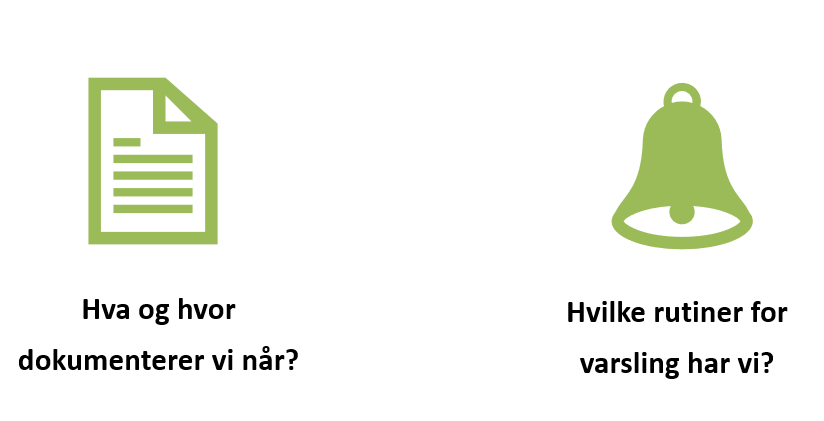 Hva og hvor
dokumenterer vi når?
Hvilke rutiner for
varsling har vi?